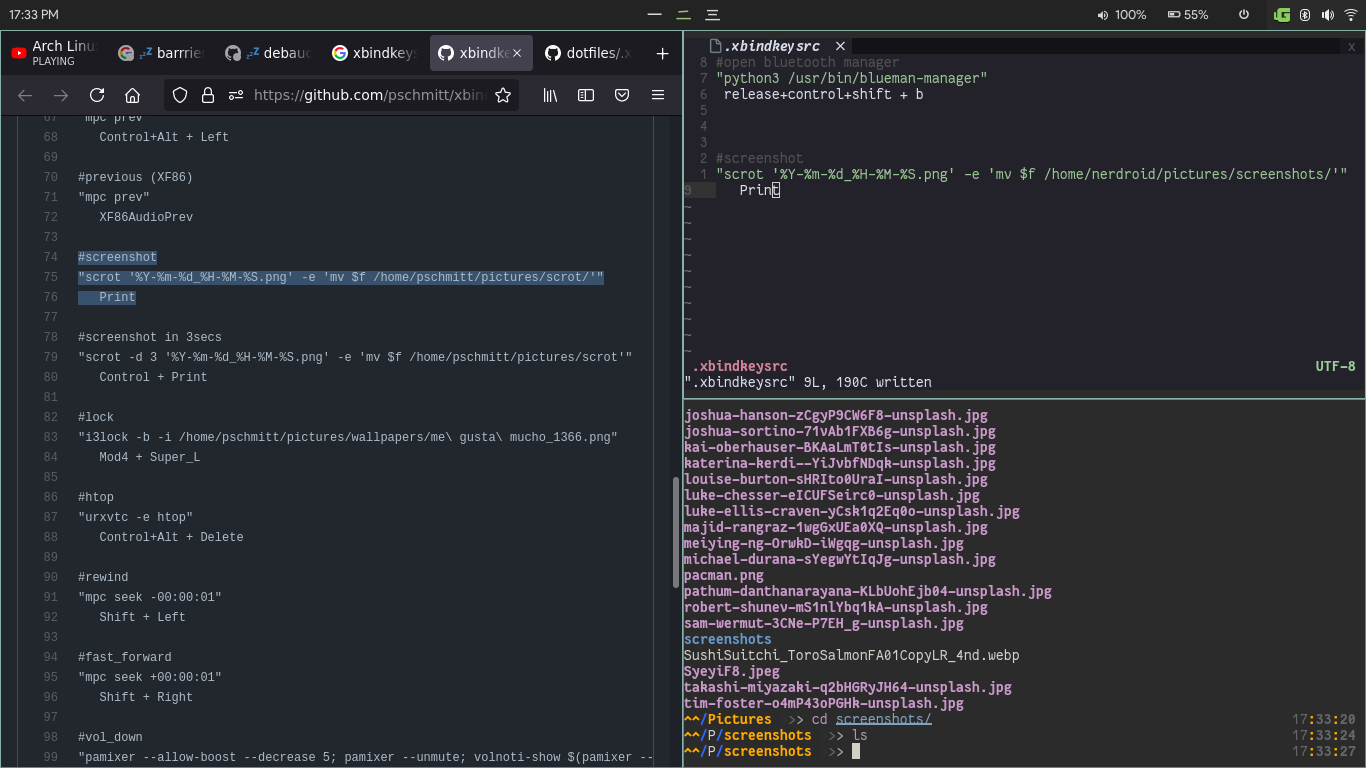 17:33 PM
100%
55%
Arch Linu
PLAYING
barrrie
debauc
xbindkeys
xbindke
dotfiles/.x
https://github.com/pschmitt/xbin
67 "mpc prev"
68 Control+Alt + Left
69
70 #previous (XF86)
71 "mpc prev"
72 XF86AudioPrev
73
74 #screenshot
75 "scrot '%Y-%m-%d_%H-%M-%S.png' -e 'mv $f /home/pschmitt/pictures/scrot/'"
76 Print
77
78 #screenshot in 3secs
79 "scrot -d 3 '%Y-%m-%d_%H-%M-%S.png' -e 'mv $f /home/pschmitt/pictures/scrot'"
80 Control + Print
81
82 #lock
83 "i3lock -b -i /home/pschmitt/pictures/wallpapers/me\ gusta\ mucho_1366.png"
84 Mod4 + Super_L
85
86 #htop
87 "urxvtc -e htop"
88 Control+Alt + Delete
89
90 #rewind
91 "mpc seek -00:00:01"
92 Shift + Left
93
94 #fast_forward
95 "mpc seek +00:00:01"
96 Shift + Right
97
98 #vol_down
99 "pamixer --allow-boost --decrease 5; pamixer --unmute; volnoti-show $(pamixer --
.xbindkeysrc
x
8 #open bluetooth manager
7 "python3 /usr/bin/blueman-manager"
6 release+control+shift + b
5
4
3
2 #screenshot
1 "scrot '%Y-%m-%d_%H-%M-%S.png' -e 'mv $f /home/nerdroid/pictures/screenshots/'"
9 Print
~
~
~
~
~
~
~
~
~
~
.xbindkeysrc UTF-8
".xbindkeysrc" 9L, 190C written
joshua-hanson-zCgyP9CW6F8-unsplash.jpg
joshua-sortino-71vAb1FXB6g-unsplash.jpg
kai-oberhauser-BKAaLmT0tIs-unsplash.jpg
katerina-kerdi--YiJvbfNDqk-unsplash.jpg
louise-burton-sHRIto0UraI-unsplash.jpg
luke-chesser-eICUFSeirc0-unsplash.jpg
luke-ellis-craven-yCsk1q2Eq0o-unsplash.jpg
majid-rangraz-1wgGxUEa0XQ-unsplash.jpg
meiying-ng-OrwkD-iWgqg-unsplash.jpg
michael-durana-sYegwYtIqJg-unsplash.jpg
pacman.png
pathum-danthanarayana-KLbUohEjb04-unsplash.jpg
robert-shunev-mS1nlYbq1kA-unsplash.jpg
sam-wermut-3CNe-P7EH_g-unsplash.jpg
screenshots
SushiSuitchi_ToroSalmonFA01CopyLR_4nd.webp
SyeyiF8.jpeg
takashi-miyazaki-q2bHGRyJH64-unsplash.jpg
tim-foster-o4mP43oPGHk-unsplash.jpg
^^/Pictures >> cd screenshots/ 17:33:20
^^/P/screenshots >> ls 17:33:24
^^/P/screenshots >> 17:33:27